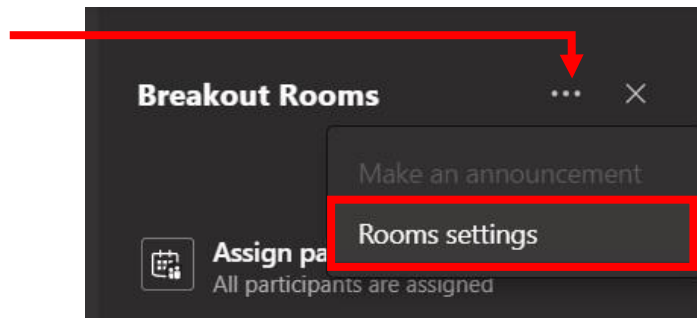 Breakout Rooms
Make an announcement
Rooms settings
Assign pa
All participants are assigned